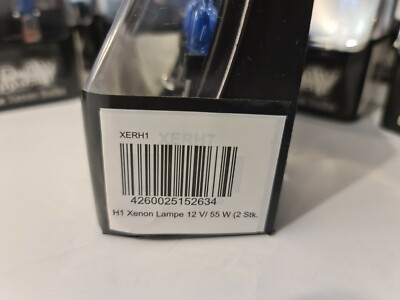 XERH1
4260025152634
H1 Xenon Lampe 12 V/ 55 W (2 Stk.